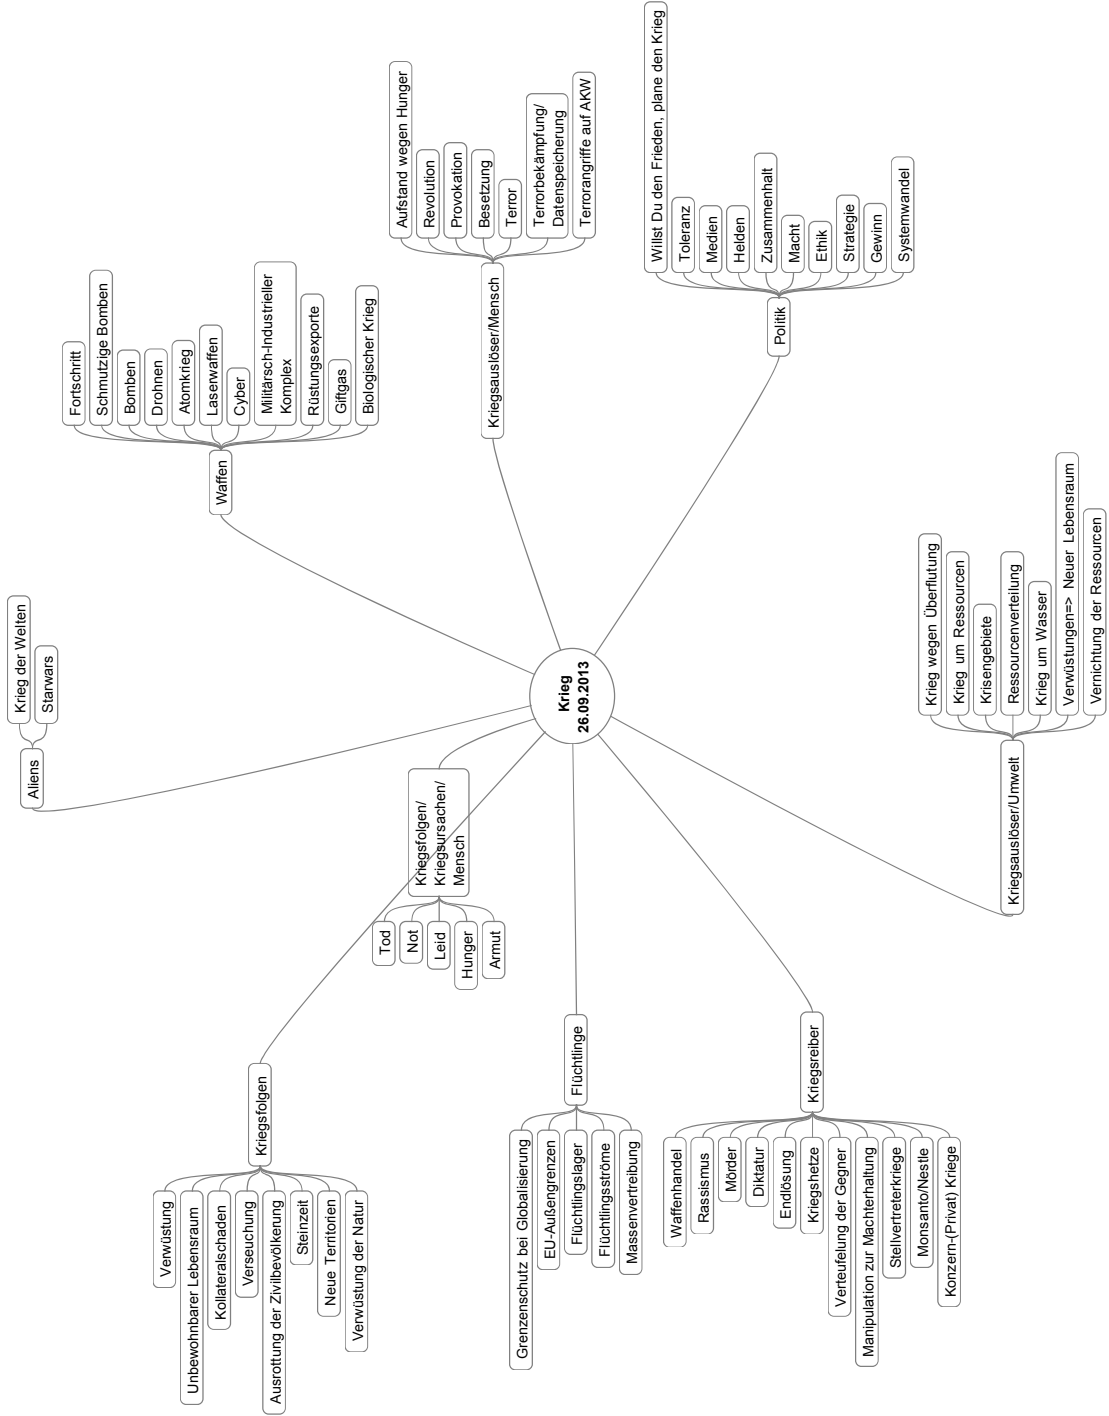 Krieg
26.09.2013
Aliens
Krieg der Welten
Starwars
Waffen
Fortschritt
Schmutzige Bomben
Bomben
Drohnen
Atomkrieg
Laserwaffen
Cyber
Militärsch-Industrieller
Komplex
Rüstungsexporte
Giftgas
Biologischer Krieg
Kriegsauslöser/Mensch
Aufstand wegen Hunger
Revolution
Provokation
Besetzung
Terror
Terrorbekämpfung/
Datenspeicherung
Terrorangriffe auf AKW
Politik
Willst Du den Frieden, plane den Krieg
Toleranz
Medien
Helden
Zusammenhalt
Macht
Ethik
Strategie
Gewinn
Systemwandel
Kriegsauslöser/Umwelt
Krieg wegen Überflutung
Krieg um Ressourcen
Krisengebiete
Ressourcenverteilung
Krieg um Wasser
Verwüstungen=> Neuer Lebensraum
Vernichtung der Ressourcen
Kriegsfolgen/
Kriegsursachen/
Mensch
Tod
Not
Leid
Hunger
Armut
Kriegsfolgen
Verwüstung
Unbewohnbarer Lebensraum
Kollateralschaden
Verseuchung
Ausrottung der Zivilbevölkerung
Steinzeit
Neue Territorien
Verwüstung der Natur
Flüchtlinge
Grenzenschutz bei Globalisierung
EU-Außengrenzen
Flüchtlingslager
Flüchtlingsströme
Massenvertreibung
Kriegsreiber
Waffenhandel
Rassismus
Mörder
Diktatur
Endlösung
Kriegshetze
Verteufelung der Gegner
Manipulation zur Machterhaltung
Stellvertreterkriege
Monsanto/Nestle
Konzern-(Privat) Kriege